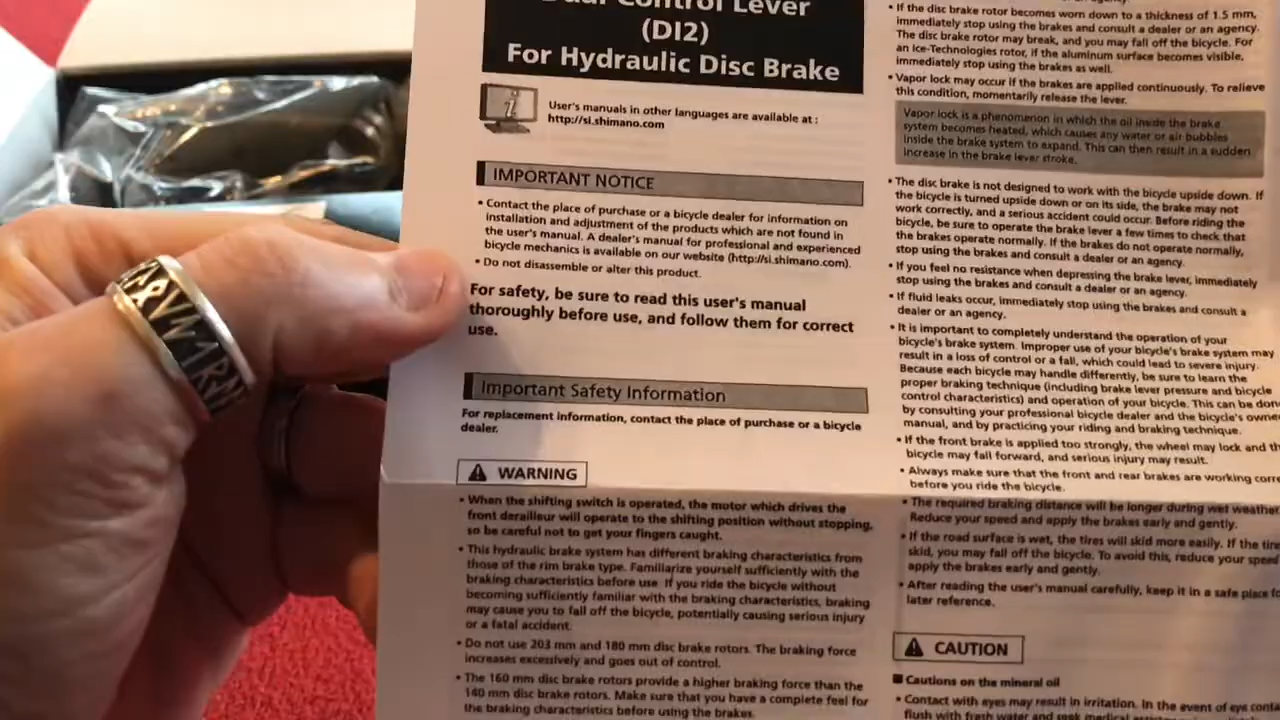 Dual Control Lever
(DI2)
For Hydraulic Disc Brake
User's manuals in other languages are available at :
http://si.shimano.com
IMPORTANT NOTICE
• Contact the place of purchase or a bicycle dealer for information on
installation and adjustment of the products which are not found in
the user's manual. A dealer's manual for professional and experienced
bicycle mechanics is available on our website (http://si.shimano.com).
• Do not disassemble or alter this product.
For safety, be sure to read this user's manual
thoroughly before use, and follow them for correct
use.
Important Safety Information
For replacement information, contact the place of purchase or a bicycle
dealer.
WARNING
• When the shifting switch is operated, the motor which drives the
front derailleur will operate to the shifting position without stopping,
so be careful not to get your fingers caught.
• This hydraulic brake system has different braking characteristics from
those of the rim brake type. Familiarize yourself sufficiently with the
braking characteristics before use. If you ride the bicycle without
becoming sufficiently familiar with the braking characteristics, braking
may cause you to fall off the bicycle, potentially causing serious injury
or a fatal accident.
• Do not use 203 mm and 180 mm disc brake rotors. The braking force
increases excessively and goes out of control.
• The 160 mm disc brake rotors provide a higher braking force than the
140 mm disc brake rotors. Make sure that you have a complete feel for
the braking characteristics before using the brakes.
• If the disc brake rotor becomes worn down to a thickness of 1.5 mm,
immediately stop using the brakes and consult a dealer or an agency.
The disc brake rotor may break, and you may fall off the bicycle. For
an Ice-Technologies rotor, if the aluminum surface becomes visible,
immediately stop using the brakes as well.
• Vapor lock may occur if the brakes are applied continuously. To relieve
this condition, momentarily release the lever.
Vapor lock is a phenomenon in which the oil inside the brake
system becomes heated, which causes any water or air bubbles
inside the brake system to expand. This can then result in a sudden
increase in the brake lever stroke.
• The disc brake is not designed to work with the bicycle upside down. If
the bicycle is turned upside down or on its side, the brake may not
work correctly, and a serious accident could occur. Before riding the
bicycle, be sure to operate the brake lever a few times to check that
the brakes operate normally. If the brakes do not operate normally,
stop using the brakes and consult a dealer or an agency.
• If you feel no resistance when depressing the brake lever, immediately
stop using the brakes and consult a dealer or an agency.
• If fluid leaks occur, immediately stop using the brakes and consult a
dealer or an agency.
• It is important to completely understand the operation of your
bicycle's brake system. Improper use of your bicycle's brake system may
result in a loss of control or a fall, which could lead to severe injury.
Because each bicycle may handle differently, be sure to learn the
proper braking technique (including brake lever pressure and bicycle
control characteristics) and operation of your bicycle. This can be done
by consulting your professional bicycle dealer and the bicycle's owne
manual, and by practicing your riding and braking technique.
• If the front brake is applied too strongly, the wheel may lock and th
bicycle may fall forward, and serious injury may result.
• Always make sure that the front and rear brakes are working corre
before you ride the bicycle.
• The required braking distance will be longer during wet weather
Reduce your speed and apply the brakes early and gently.
• If the road surface is wet, the tires will skid more easily. If the tire
skid, you may fall off the bicycle. To avoid this, reduce your speed
apply the brakes early and gently.
• After reading the user's manual carefully, keep it in a safe place fo
later reference.
CAUTION
■ Cautions on the mineral oil
• Contact with eyes may result in irritation. In the event of eye conta
flush with fresh water and seek medical